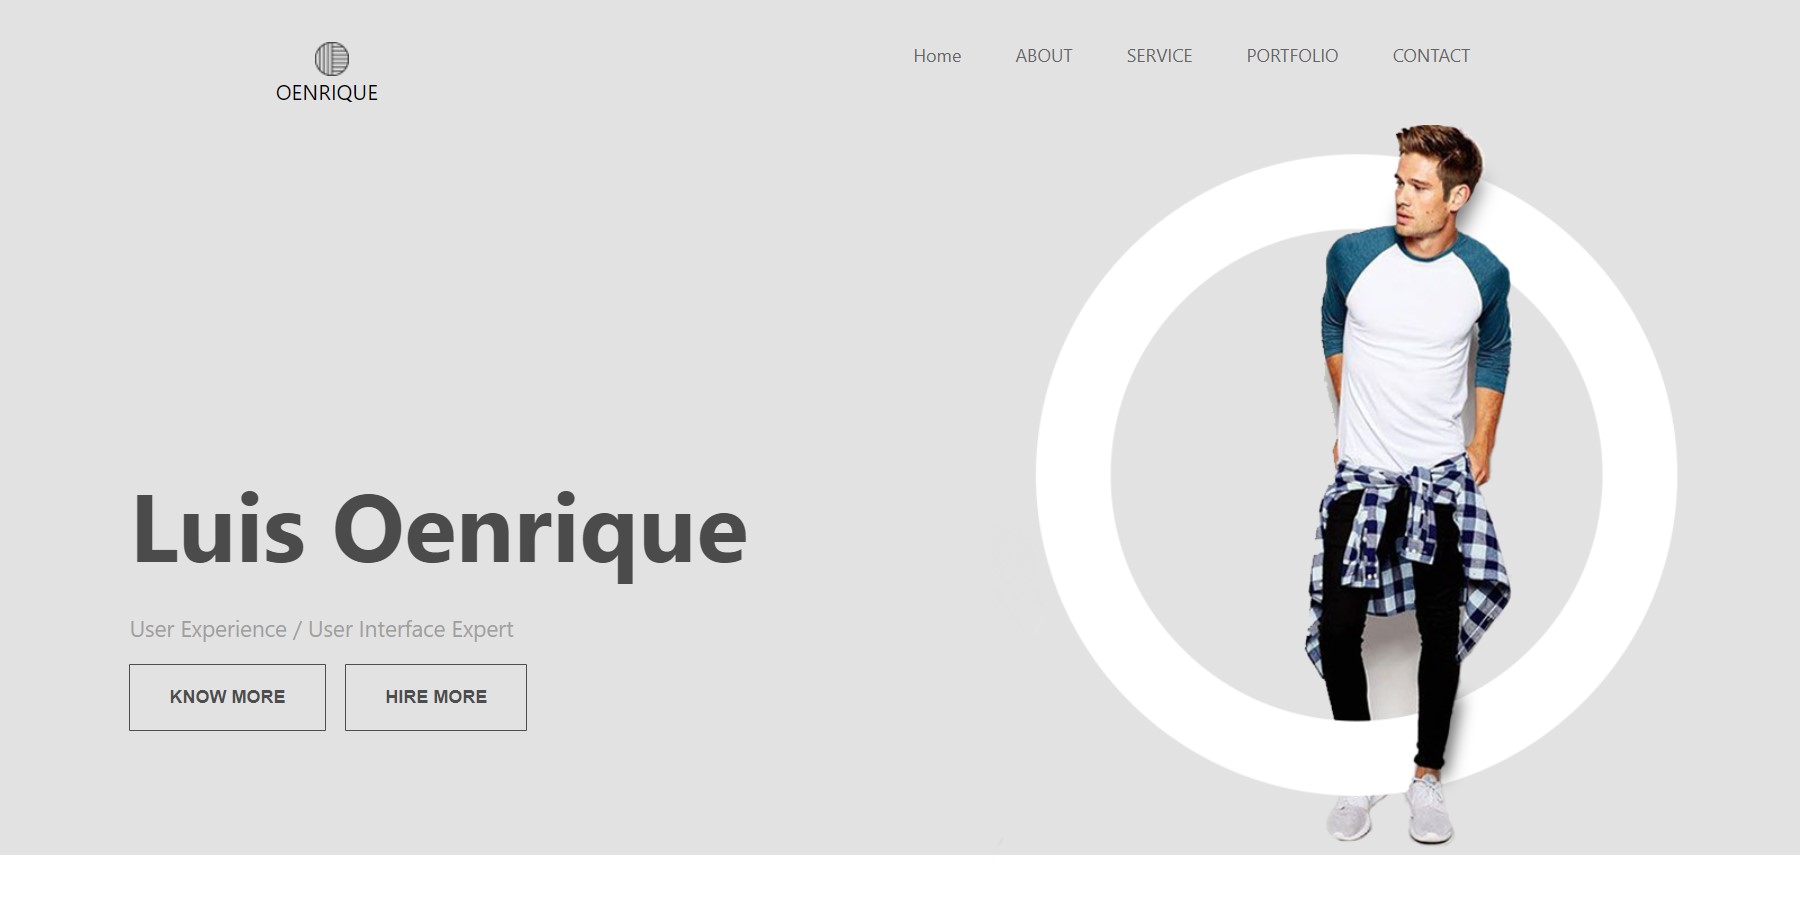 OENRIQUE
Home ABOUT SERVICE PORTFOLIO CONTACT
Luis Oenrique
User Experience / User Interface Expert
KNOW MORE HIRE MORE